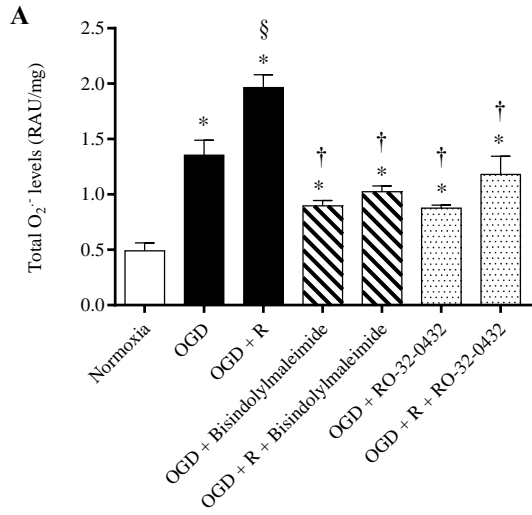 A
Total O₂·⁻ levels (RAU/mg)
2.5
2.0
1.5
1.0
0.5
0.0
*
§
*
†
*
†
*
†
*
†
*
Normoxia
OGD
OGD + R
OGD + Bisindolylmaleimide
OGD + R + Bisindolylmaleimide
OGD + RO-32-0432
OGD + R + RO-32-0432